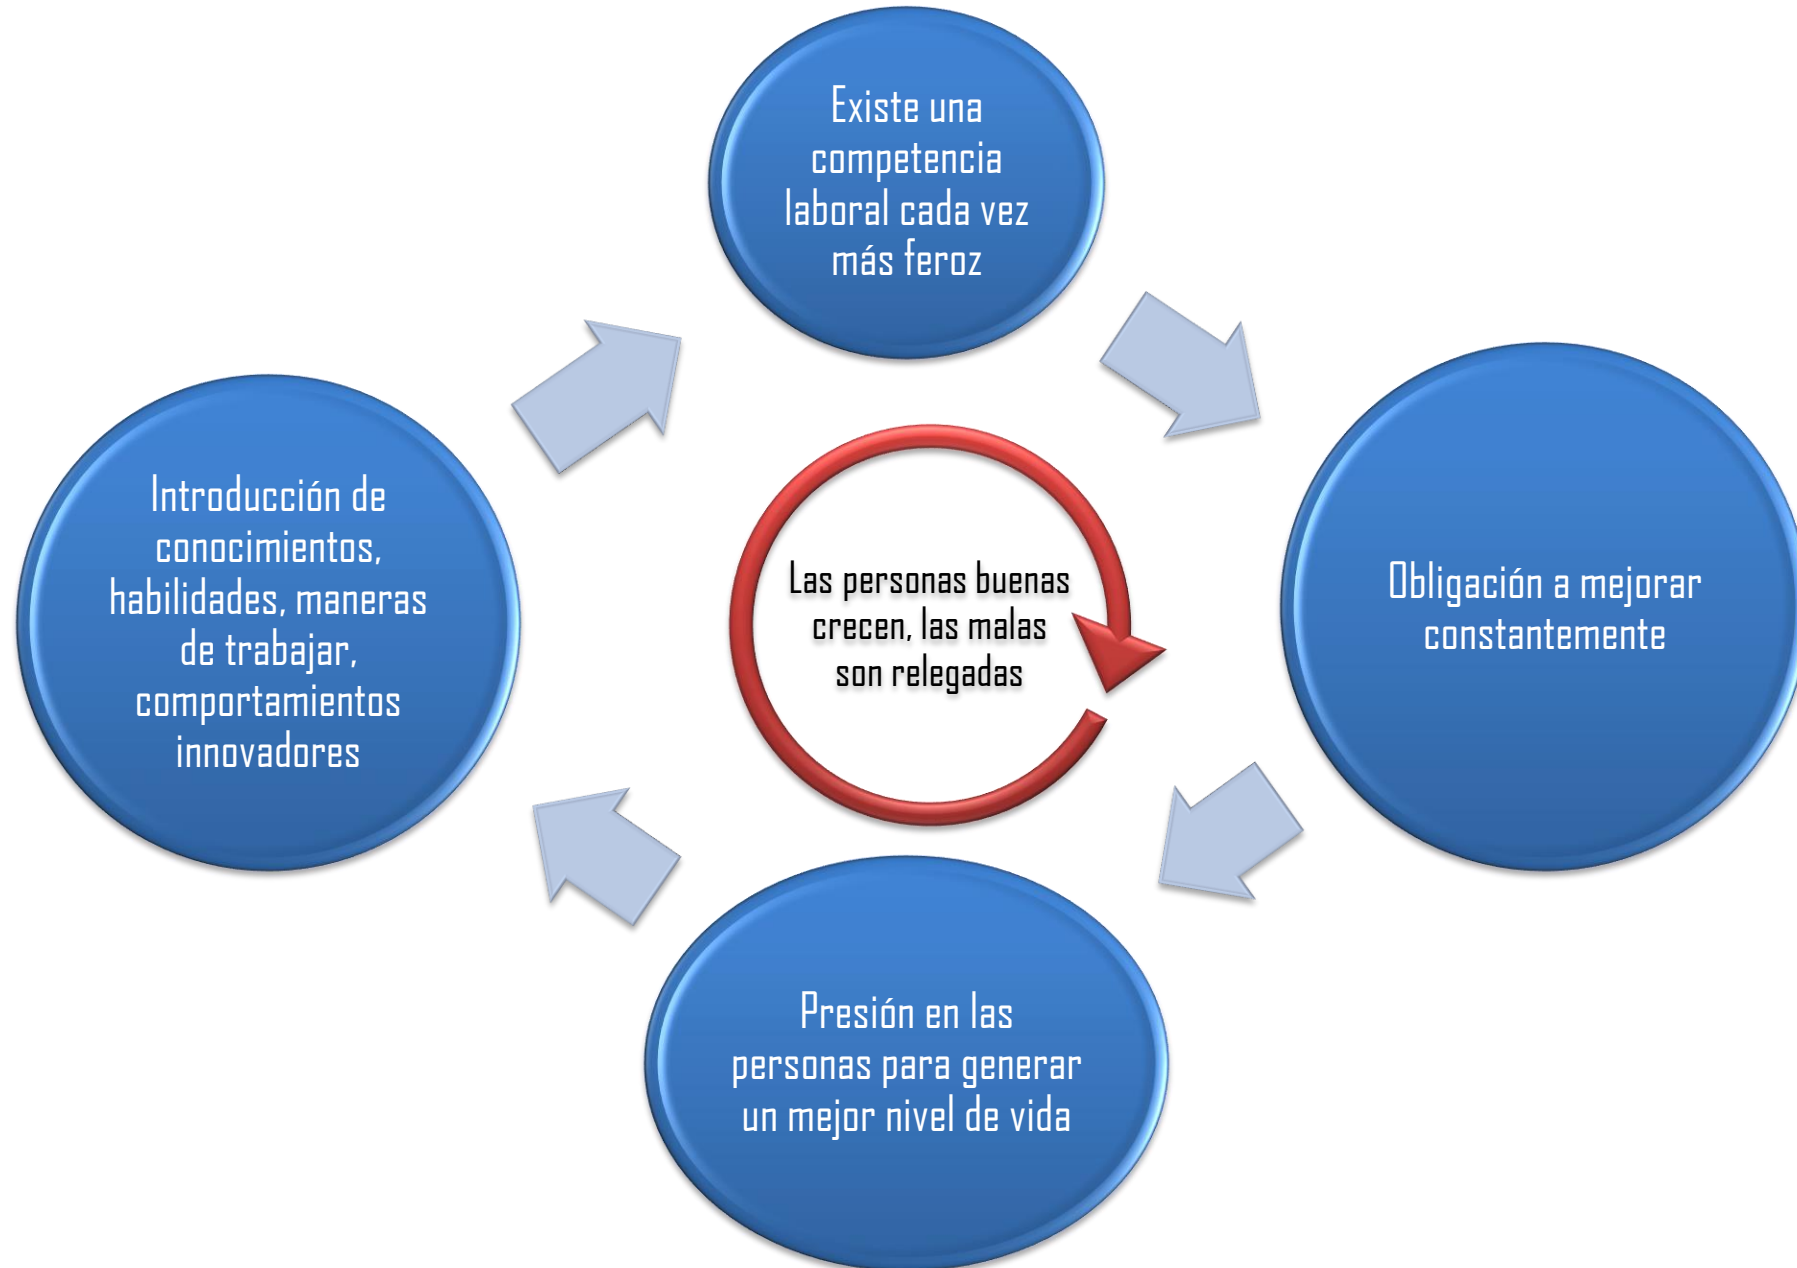 Existe una
competencia
laboral cada vez
más feroz
Obligación a mejorar
constantemente
Presión en las
personas para generar
un mejor nivel de vida
Introducción de
conocimientos,
habilidades, maneras
de trabajar,
comportamientos
innovadores
Las personas buenas
crecen, las malas
son relegadas